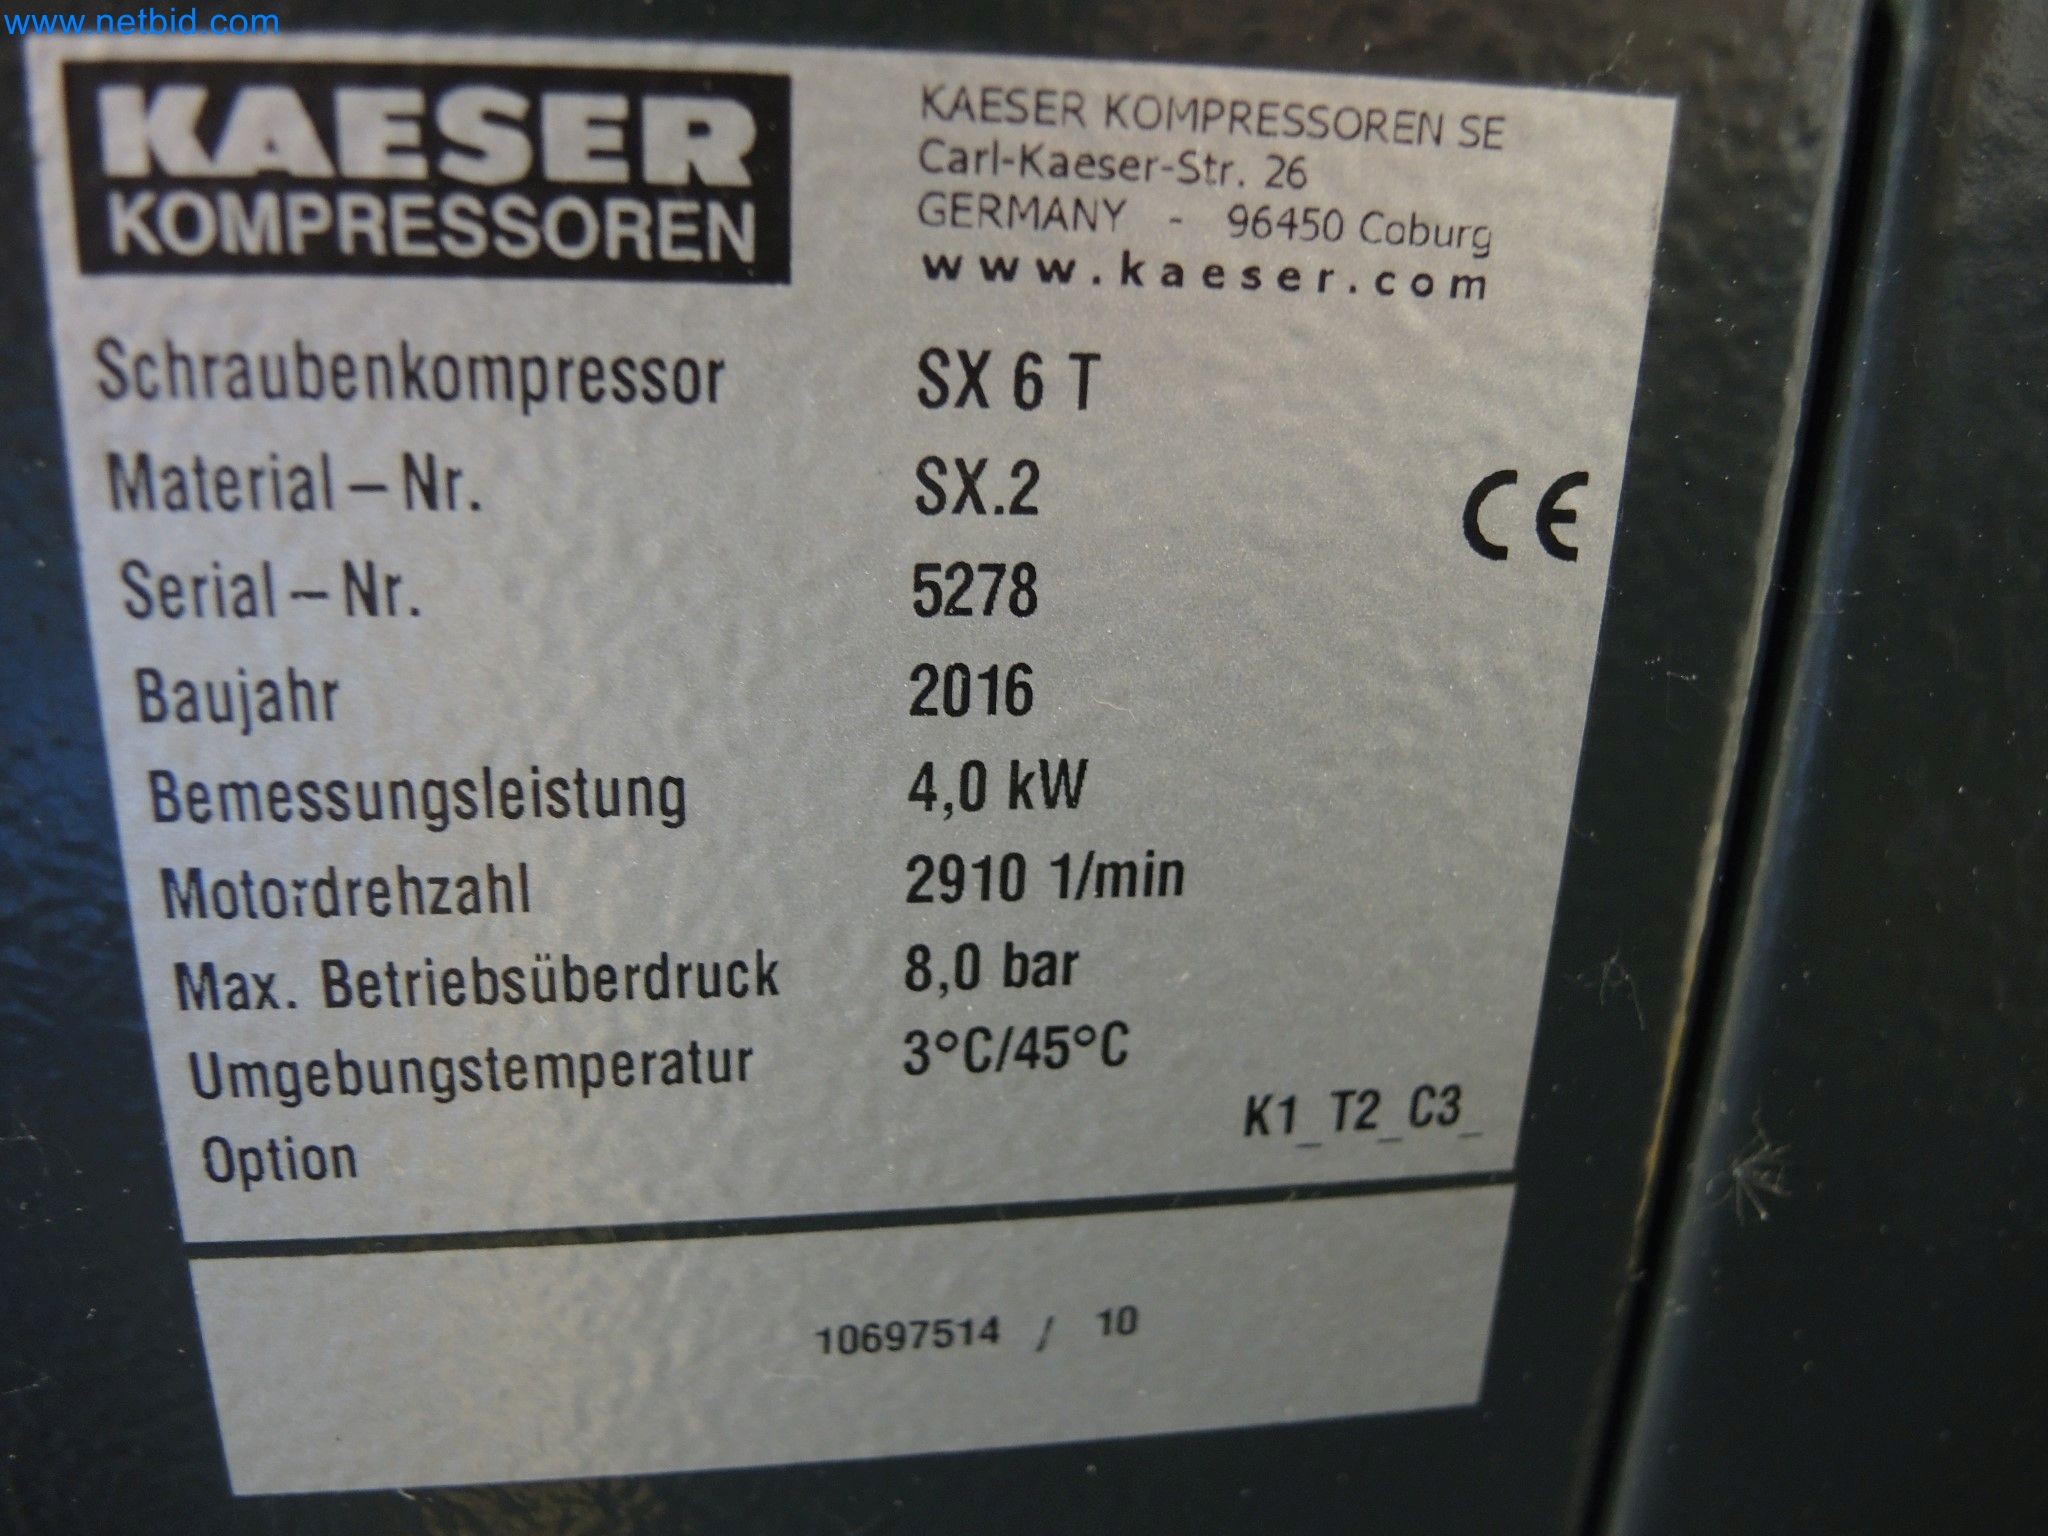 www.netbid.com
KAESER
KOMPRESSOREN
KAESER KOMPRESSOREN SE
Carl-Kaeser-Str. 26
GERMANY - 96450 Coburg
www.kaeser.com
Schraubenkompressor SX 6 T
Material – Nr. SX.2
CE
Serial – Nr. 5278
Baujahr 2016
Bemessungsleistung 4,0 kW
Motordrehzahl 2910 1/min
Max. Betriebsüberdruck 8,0 bar
Umgebungstemperatur 3°C/45°C
Option K1_T2_C3_
10697514 / 10